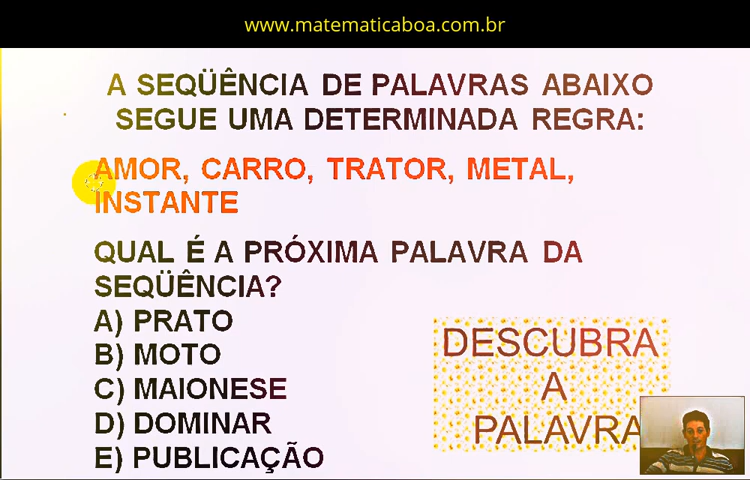 www.matematicaboa.com.br
A SEQÜÊNCIA DE PALAVRAS ABAIXO
SEGUE UMA DETERMINADA REGRA:
AMOR, CARRO, TRATOR, METAL,
INSTANTE
QUAL É A PRÓXIMA PALAVRA DA
SEQÜÊNCIA?
A) PRATO
B) MOTO
C) MAIONESE
D) DOMINAR
E) PUBLICAÇÃO
DESCUBRA
A
PALAVRA